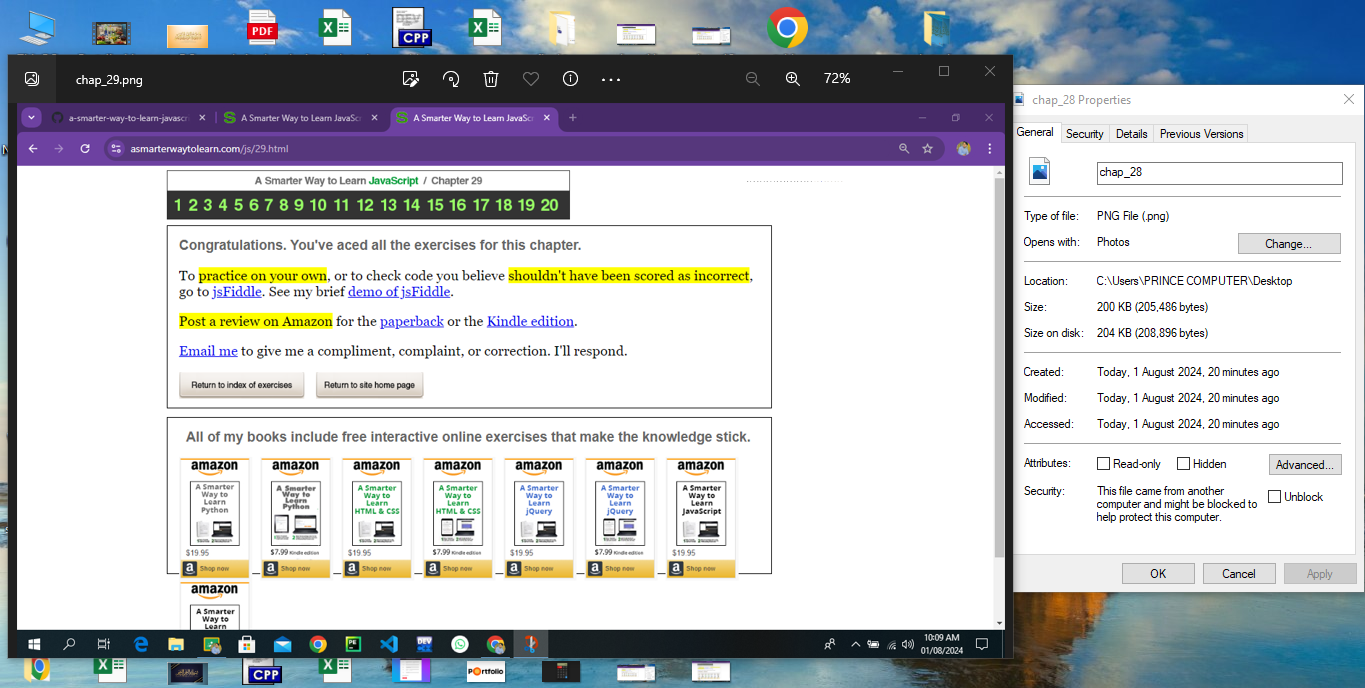 PDF
DEV
CPP
chap_29.png
72%
a-smarter-way-to-learn-javascri
A Smarter Way to Learn JavaSc
A Smarter Way to Learn JavaSc
asmarterwaytolearn.com/js/29.html
A Smarter Way to Learn JavaScript / Chapter 29
1 2 3 4 5 6 7 8 9 10 11 12 13 14 15 16 17 18 19 20
Congratulations. You've aced all the exercises for this chapter.
To practice on your own, or to check code you believe shouldn't have been scored as incorrect,
go to jsFiddle. See my brief demo of jsFiddle.
Post a review on Amazon for the paperback or the Kindle edition.
Email me to give me a compliment, complaint, or correction. I'll respond.
Return to index of exercises Return to site home page
All of my books include free interactive online exercises that make the knowledge stick.
amazon amazon amazon amazon amazon amazon amazon
A Smarter Way to Learn Python
A Smarter Way to Learn Python
A Smarter Way to Learn HTML & CSS
A Smarter Way to Learn HTML & CSS
A Smarter Way to Learn jQuery
A Smarter Way to Learn jQuery
A Smarter Way to Learn JavaScript
$19.95 $7.99 Kindle edition $19.95 $7.99 Kindle edition $19.95 $7.99 Kindle edition $19.95
Shop now Shop now Shop now Shop now Shop now Shop now Shop now
amazon
A Smarter
Way to
Learn
10:09 AM
01/08/2024
CPP
Portfolio
chap_28 Properties
General Security Details Previous Versions
chap_28
Type of file: PNG File (.png)
Opens with: Photos Change...
Location: C:\Users\PRINCE COMPUTER\Desktop
Size: 200 KB (205,486 bytes)
Size on disk: 204 KB (208,896 bytes)
Created: Today, 1 August 2024, 20 minutes ago
Modified: Today, 1 August 2024, 20 minutes ago
Accessed: Today, 1 August 2024, 20 minutes ago
Attributes: Read-only Hidden Advanced...
Security: This file came from another
computer and might be blocked to
help protect this computer.
Unblock
OK Cancel Apply